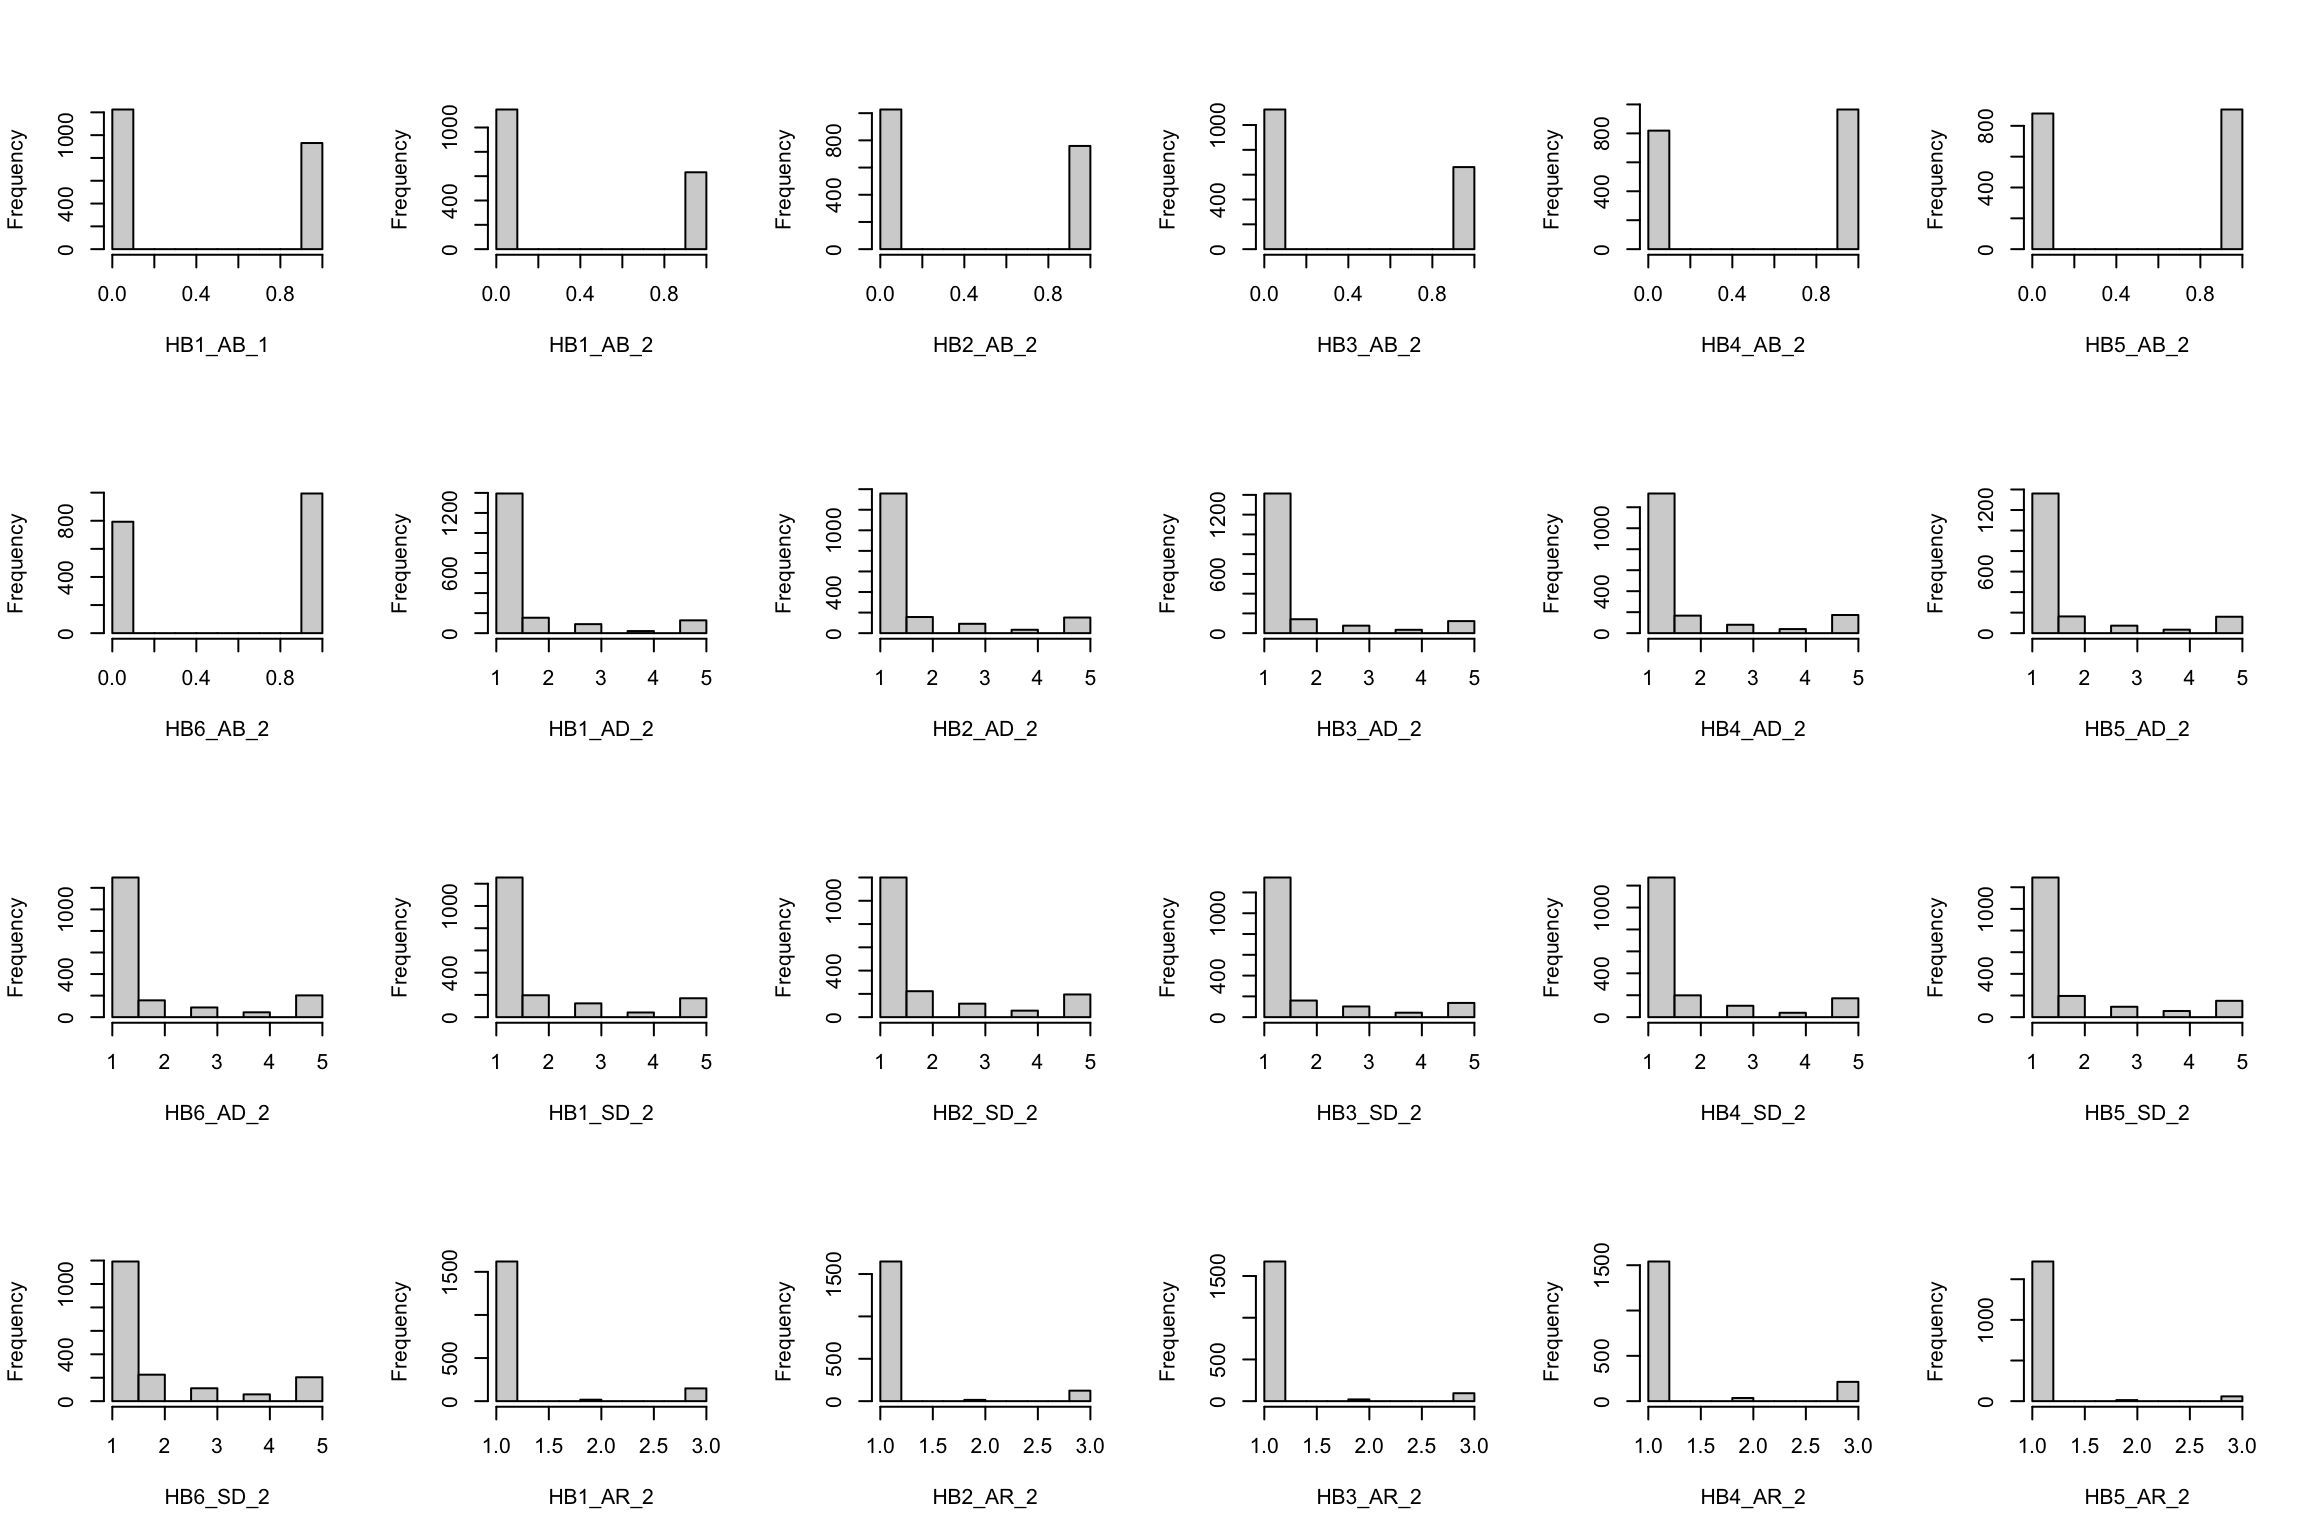 Frequency
0 400 1000
0.0 0.4 0.8
HB1_AB_1
Frequency
0 400 1000
0.0 0.4 0.8
HB1_AB_2
Frequency
0 400 800
0.0 0.4 0.8
HB2_AB_2
Frequency
0 400 1000
0.0 0.4 0.8
HB3_AB_2
Frequency
0 400 800
0.0 0.4 0.8
HB4_AB_2
Frequency
0 400 800
0.0 0.4 0.8
HB5_AB_2
Frequency
0 400 800
0.0 0.4 0.8
HB6_AB_2
Frequency
0 600 1200
1 2 3 4 5
HB1_AD_2
Frequency
0 400 1000
1 2 3 4 5
HB2_AD_2
Frequency
0 600 1200
1 2 3 4 5
HB3_AD_2
Frequency
0 400 1000
1 2 3 4 5
HB4_AD_2
Frequency
0 600 1200
1 2 3 4 5
HB5_AD_2
Frequency
0 400 1000
1 2 3 4 5
HB6_AD_2
Frequency
0 400 1000
1 2 3 4 5
HB1_SD_2
Frequency
0 400 1000
1 2 3 4 5
HB2_SD_2
Frequency
0 400 1000
1 2 3 4 5
HB3_SD_2
Frequency
0 400 1000
1 2 3 4 5
HB4_SD_2
Frequency
0 400 1000
1 2 3 4 5
HB5_SD_2
Frequency
0 400 1000
1 2 3 4 5
HB6_SD_2
Frequency
0 500 1500
1.0 1.5 2.0 2.5 3.0
HB1_AR_2
Frequency
0 500 1500
1.0 1.5 2.0 2.5 3.0
HB2_AR_2
Frequency
0 500 1500
1.0 1.5 2.0 2.5 3.0
HB3_AR_2
Frequency
0 500 1500
1.0 1.5 2.0 2.5 3.0
HB4_AR_2
Frequency
0 1000
1.0 1.5 2.0 2.5 3.0
HB5_AR_2